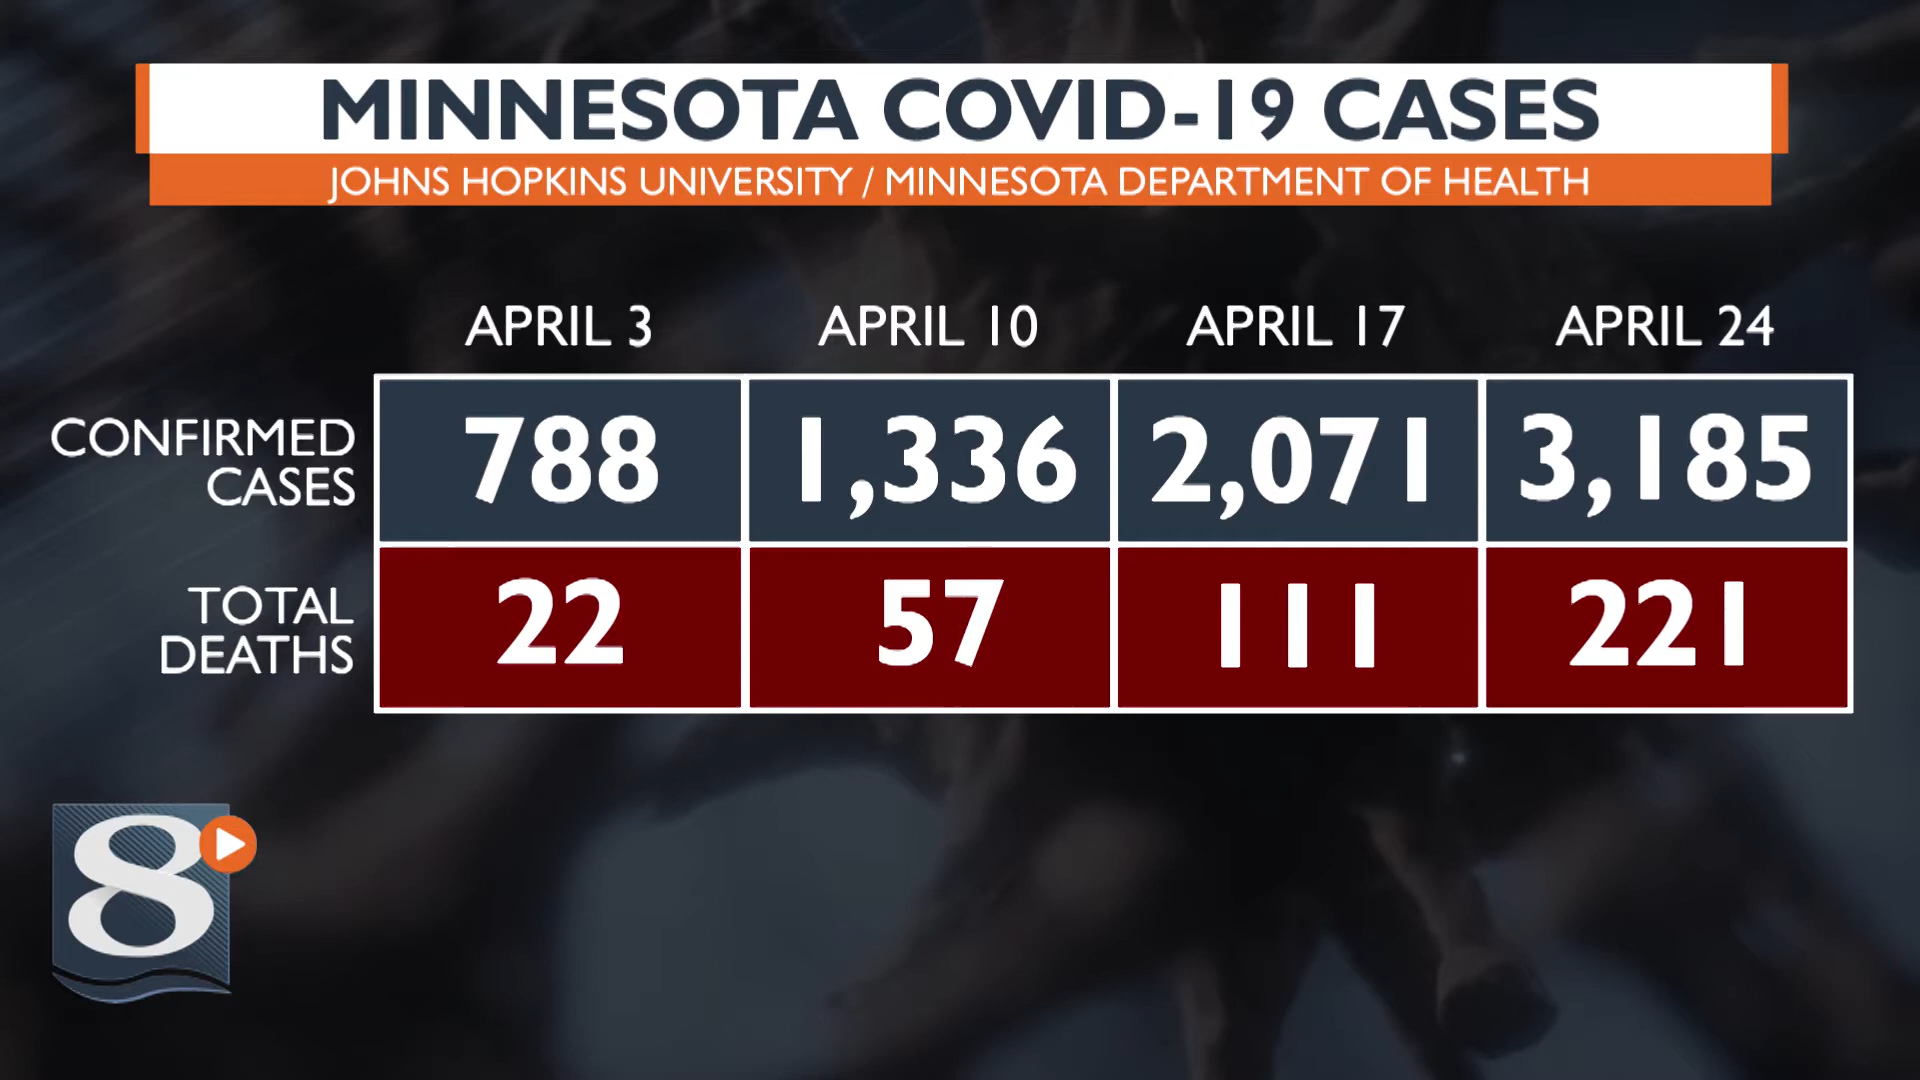 MINNESOTA COVID-19 CASES
JOHNS HOPKINS UNIVERSITY / MINNESOTA DEPARTMENT OF HEALTH
APRIL 3 APRIL 10 APRIL 17 APRIL 24
CONFIRMED
CASES
788 1,336 2,071 3,185
TOTAL
DEATHS
22 57 111 221
8